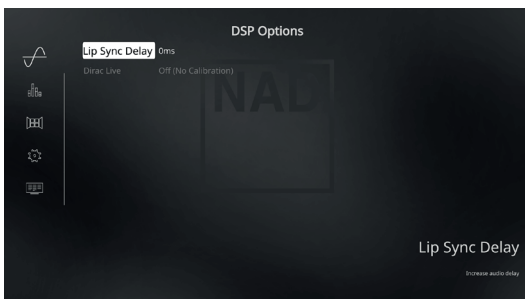 DSP Options
Lip Sync Delay 0ms
Dirac Live Off (No Calibration)
NAD
Lip Sync Delay
Increase audio delay